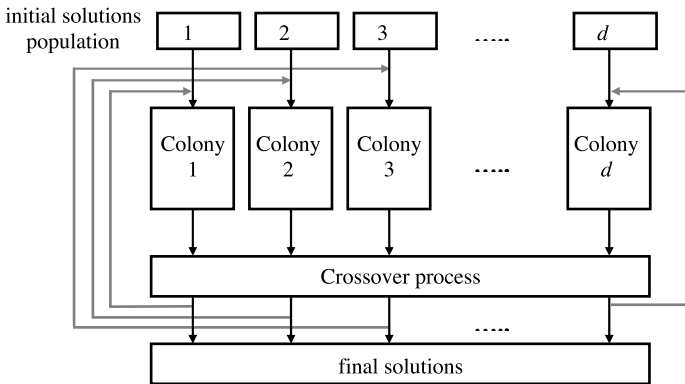 initial solutions
population
1 2 3 ..... d
Colony
1
Colony
2
Colony
3
.....
Colony
d
Crossover process
.....
final solutions